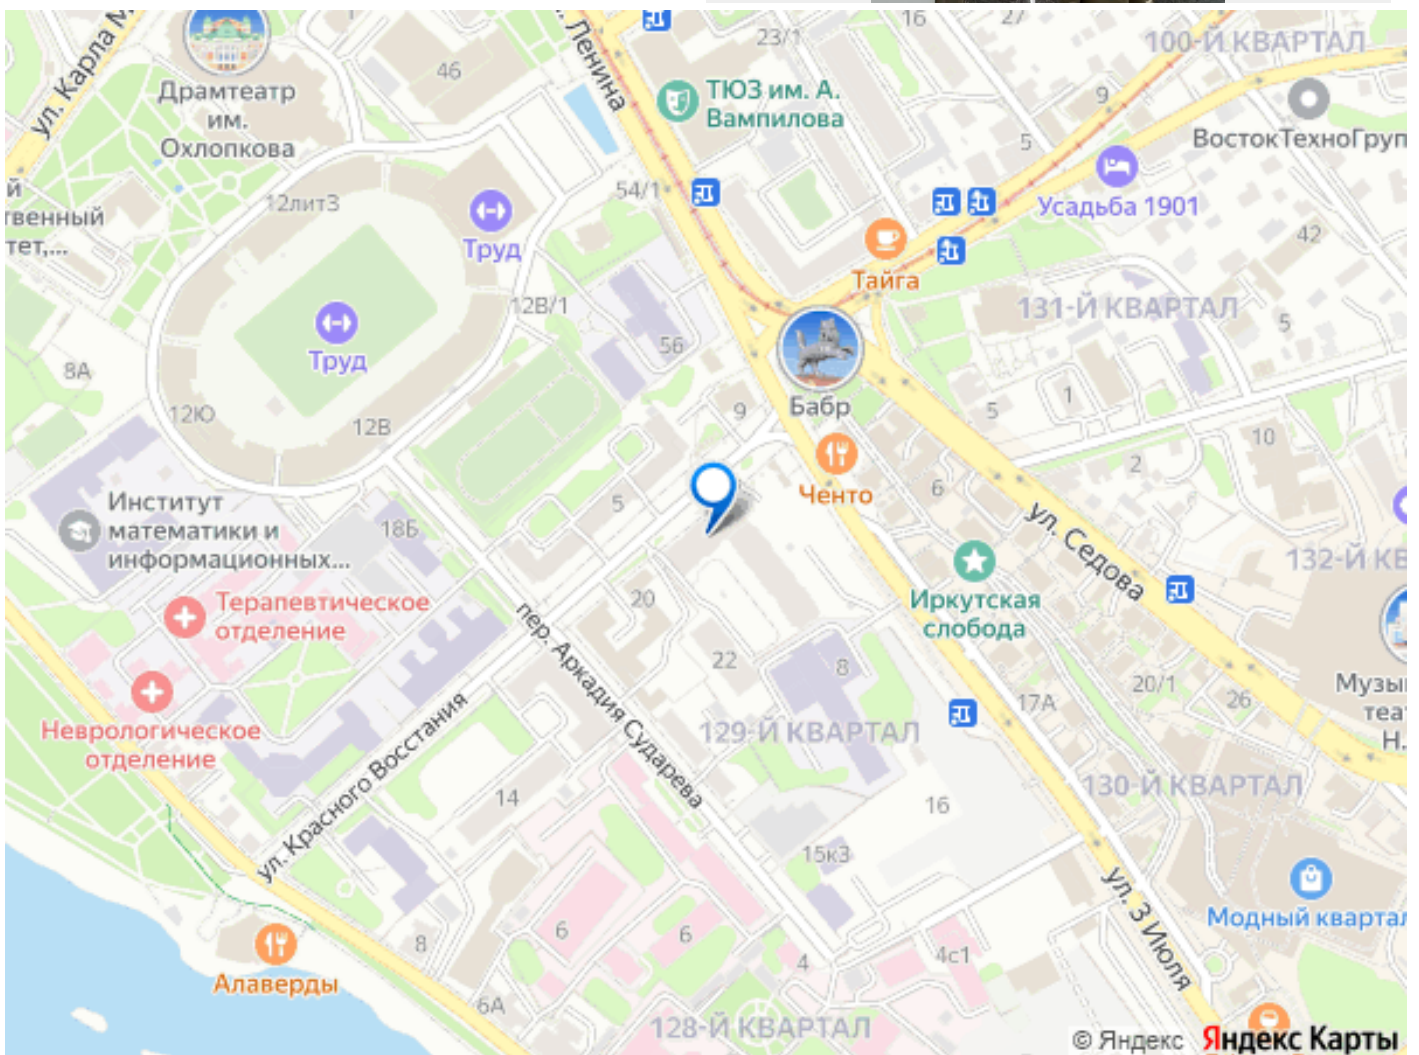 16
27
23/1
100-Й КВАРТАЛ
ул. Карла М
Драмтеатр
им.
Охлопкова
46
Ленина
ТЮЗ им. А.
Вампилова
9
5
ВостокТехноГруп
й
твенный
тет,...
12литЗ
Труд
54/1
Усадьба 1901
42
Тайга
131-Й КВАРТАЛ
5
12В/1
56
Труд
8А
Бабр
9
5
1
12Ю
12В
10
2
Ченто
6
5
Институт
математики и
информационных...
18Б
ул. Седова
132-Й КВ
Терапевтическое
отделение
20
пер. Аркадия Сударева
Иркутская
слобода
22
8
Неврологическое
отделение
ул. Красного Восстания
129-Й КВАРТАЛ
17А
20/1
26
Музы
теа
Н.
130-Й КВАРТАЛ
14
16
15к3
ул. 3 Июля
Модный квартал
Алаверды
8
6
6
4
4с1
6А
128-Й КВАРТАЛ
© Яндекс Яндекс Карты